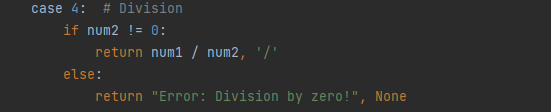 case 4:  # Division
    if num2 != 0:
        return num1 / num2, '/'
    else:
        return "Error: Division by zero!", None